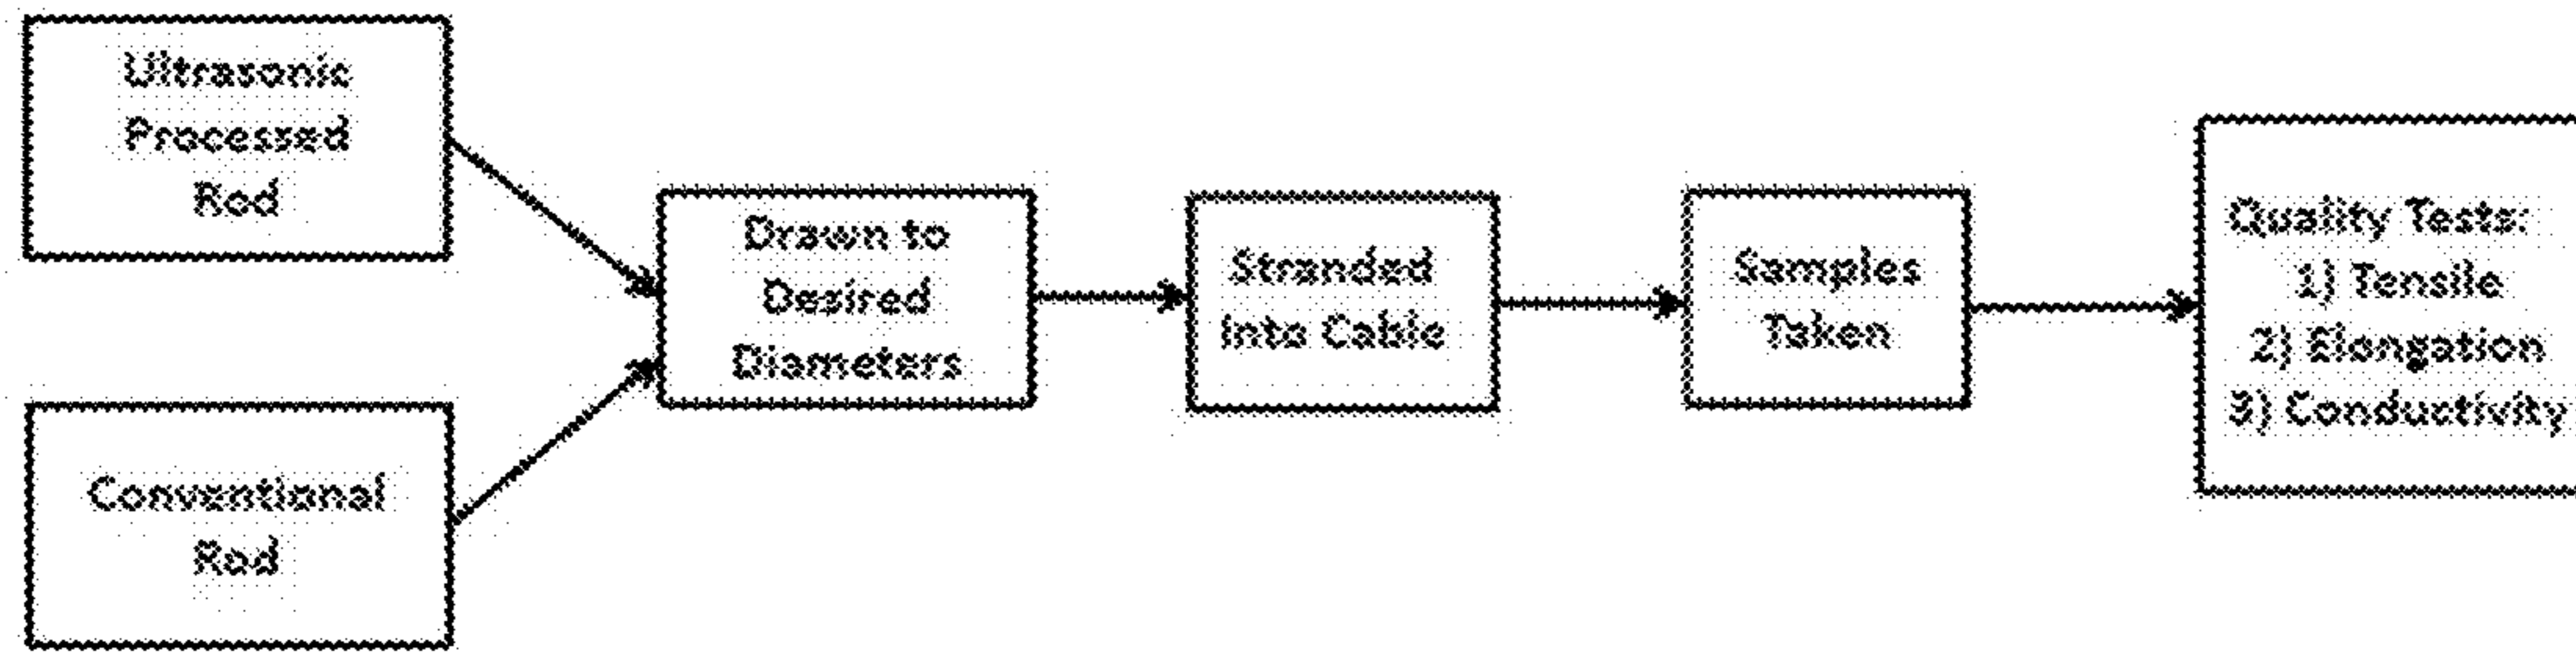 Ultrasonic
Processed
Rod
Conventional
Rod
Drawn to
Desired
Diameters
Stranded
Into Cable
Samples
Taken
Quality Tests:
1) Tensile
2) Elongation
3) Conductivity